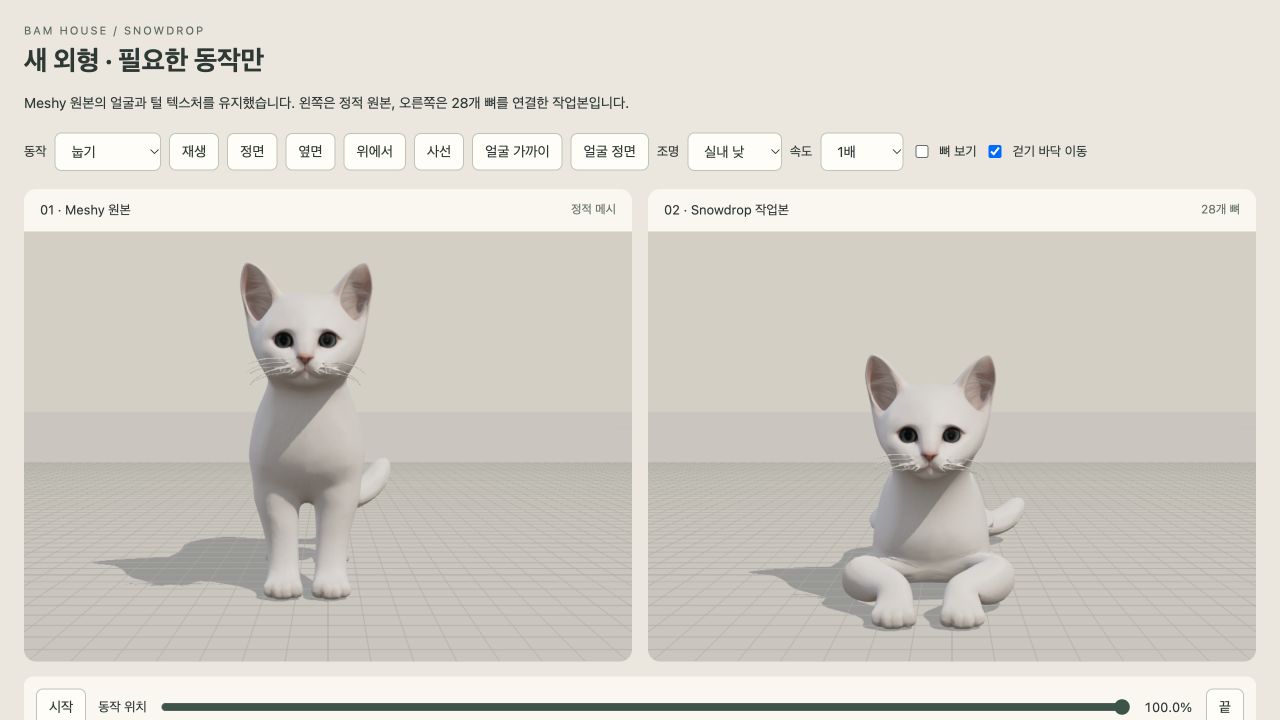 BAM HOUSE / SNOWDROP
새 외형 · 필요한 동작만
Meshy 원본의 얼굴과 털 텍스처를 유지했습니다. 왼쪽은 정적 원본, 오른쪽은 28개 뼈를 연결한 작업본입니다.
동작 눕기 재생 정면 옆면 위에서 사선 얼굴 가까이 얼굴 정면 조명 실내 낮 속도 1배 뼈 보기 걷기 바닥 이동
01 · Meshy 원본 정적 메시
02 · Snowdrop 작업본 28개 뼈
시작 동작 위치 100.0% 끝